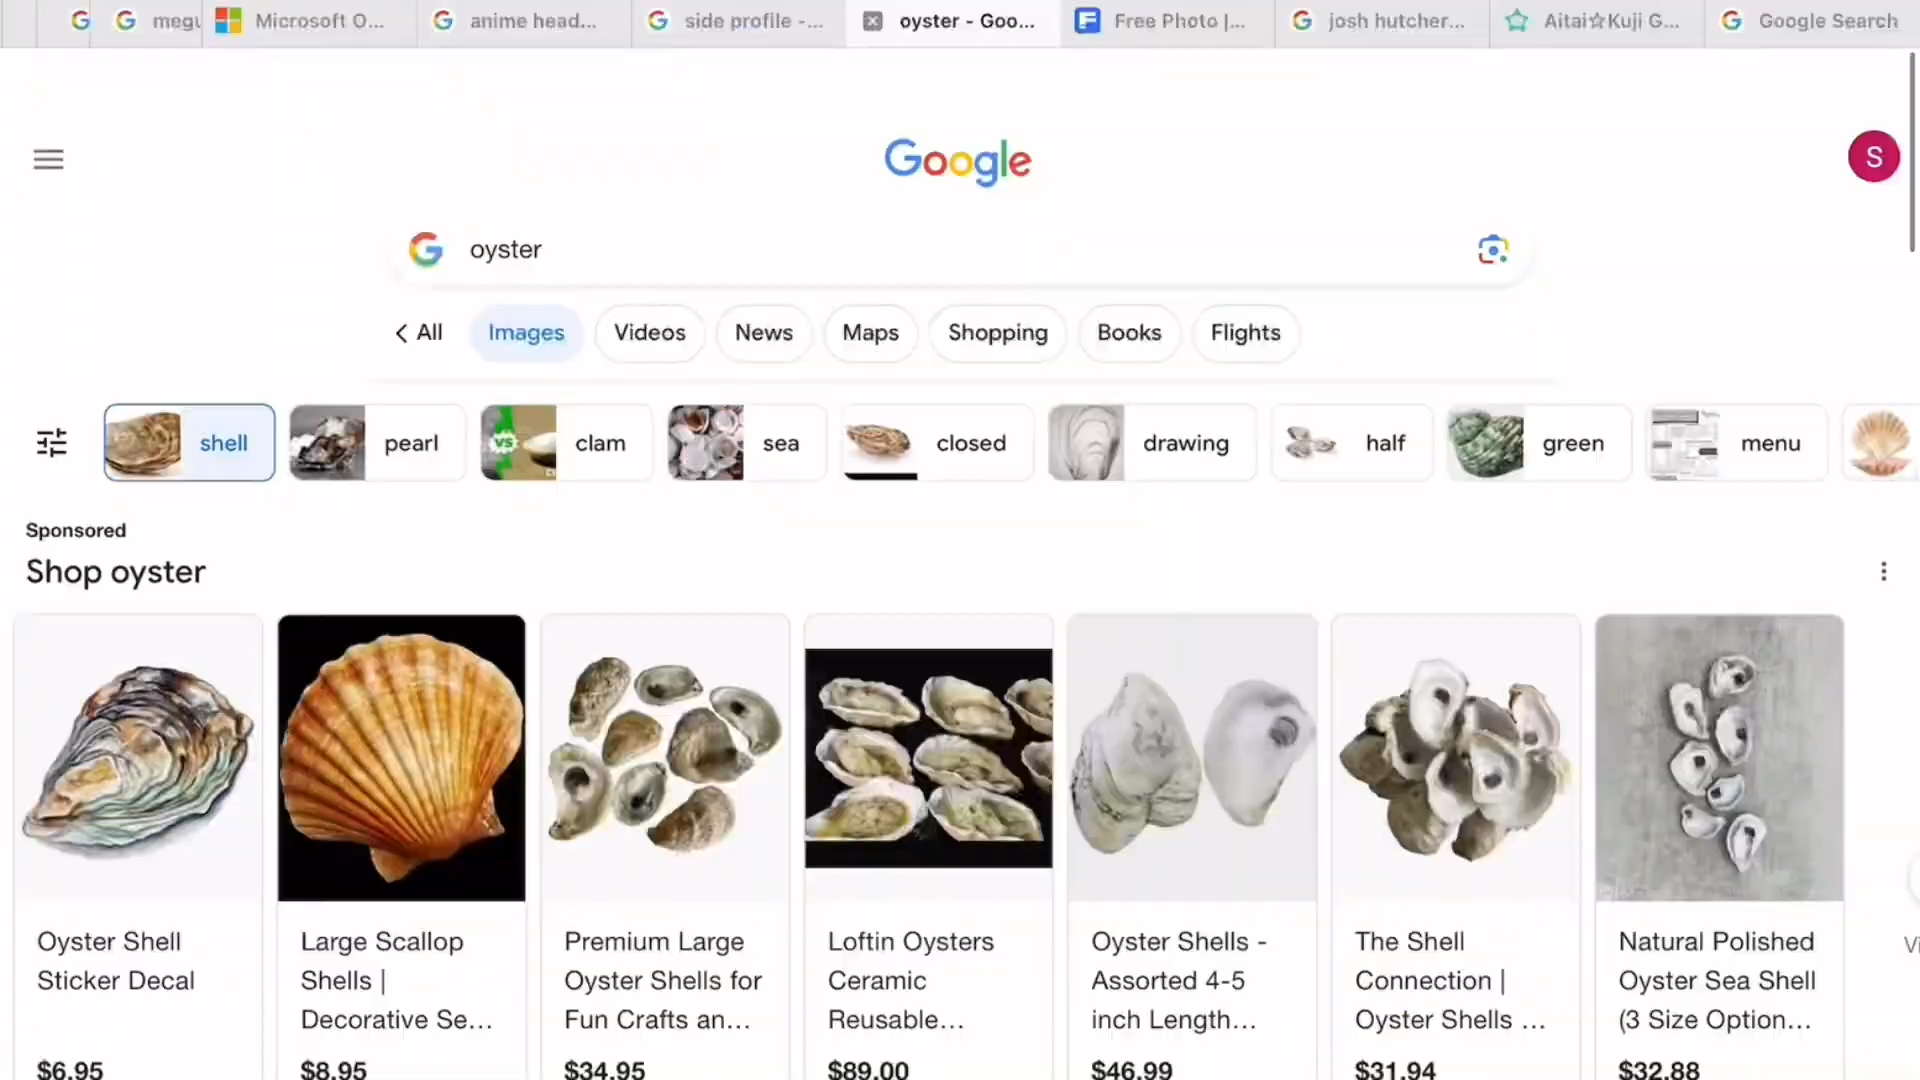 megu
Microsoft O...
anime head...
side profile -...
oyster - Goo...
Free Photo |...
josh hutcher...
Aitai☆Kuji G...
Google Search
Google
S
oyster
All
Images
Videos
News
Maps
Shopping
Books
Flights
shell
pearl
VS
clam
sea
closed
drawing
half
green
menu
Sponsored
Shop oyster
Oyster Shell
Sticker Decal
$6.95
Large Scallop
Shells |
Decorative Se...
$8.95
Premium Large
Oyster Shells for
Fun Crafts an...
$34.95
Loftin Oysters
Ceramic
Reusable...
$89.00
Oyster Shells -
Assorted 4-5
inch Length...
$46.99
The Shell
Connection |
Oyster Shells ...
$31.94
Natural Polished
Oyster Sea Shell
(3 Size Option...
$32.88
Vi